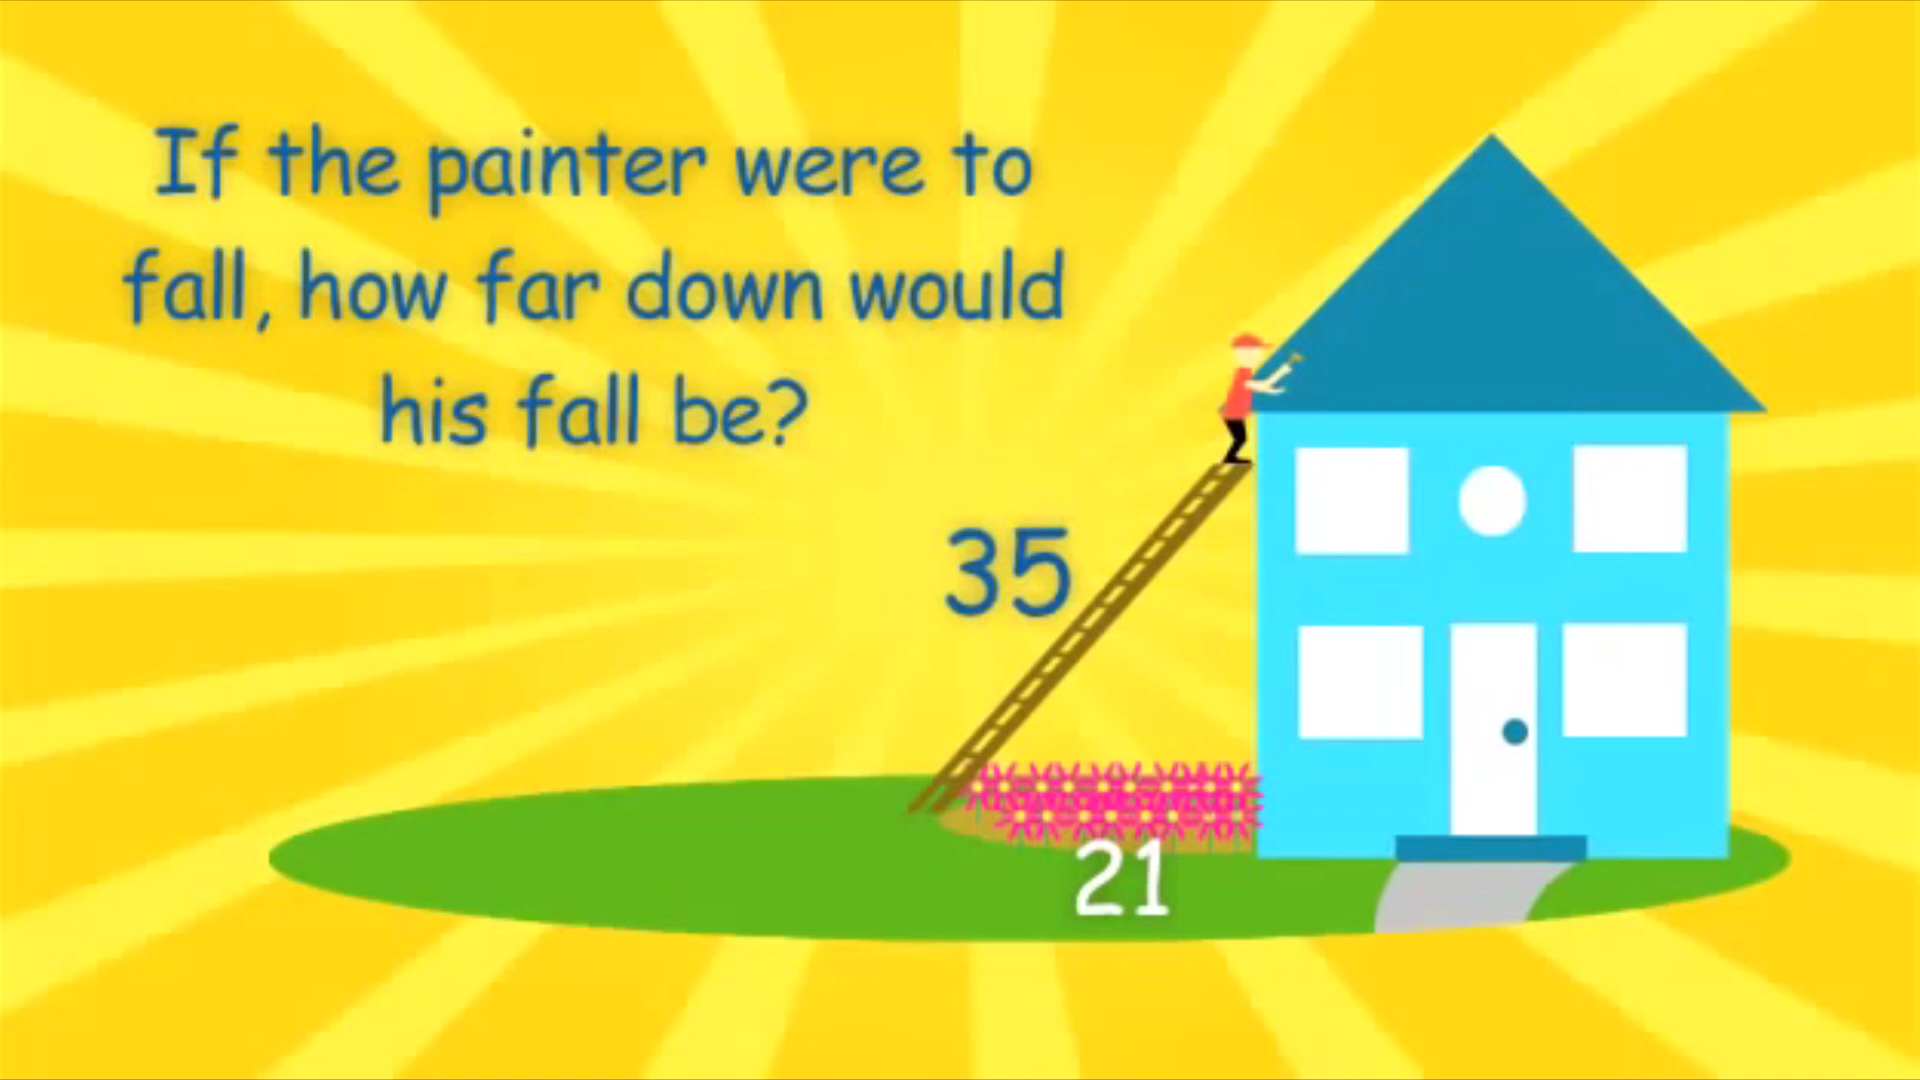 If the painter were to
fall, how far down would
his fall be?
35
21